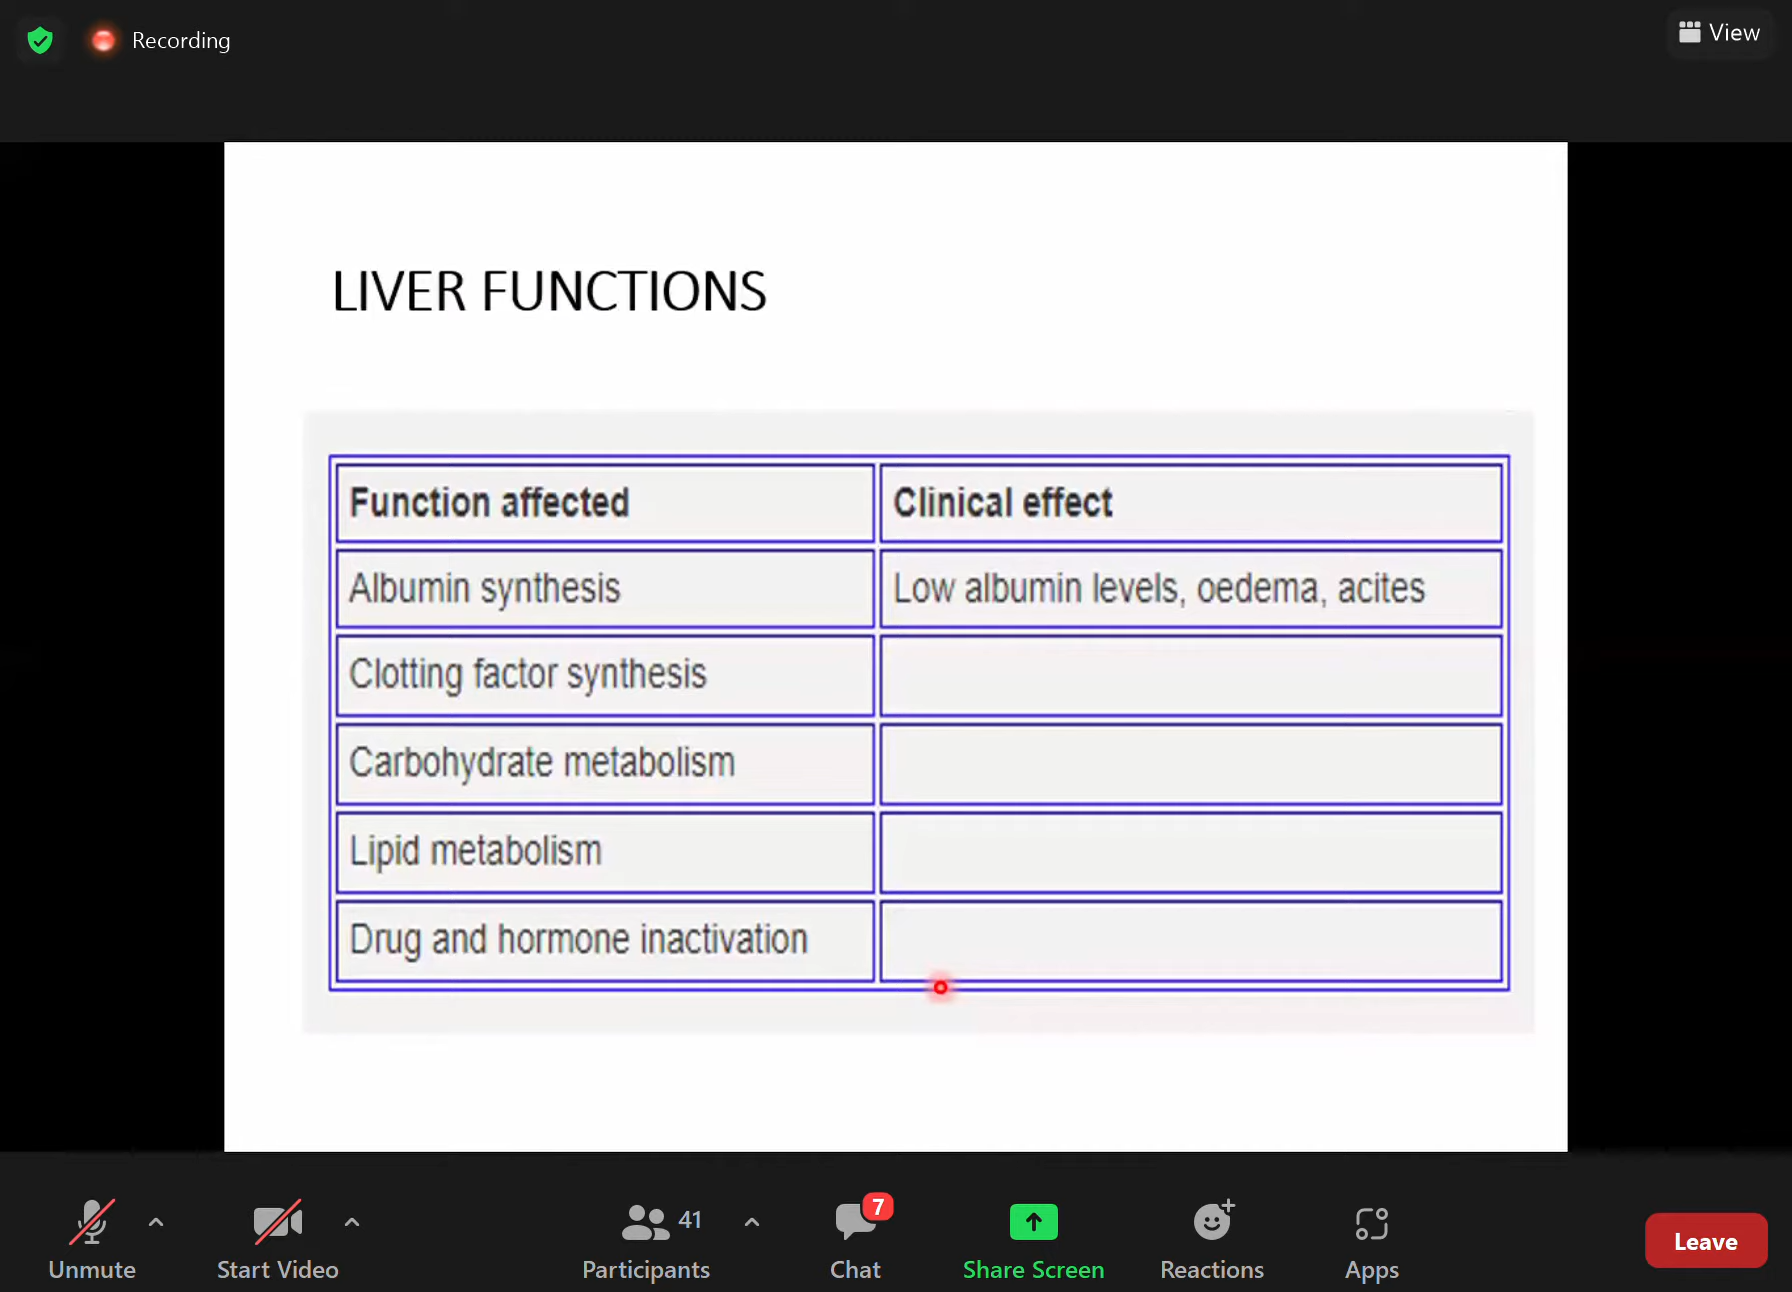 Recording
View
LIVER FUNCTIONS
Function affected Clinical effect
Albumin synthesis Low albumin levels, oedema, acites
Clotting factor synthesis
Carbohydrate metabolism
Lipid metabolism
Drug and hormone inactivation
41 7
Unmute Start Video Participants Chat Share Screen Reactions Apps Leave